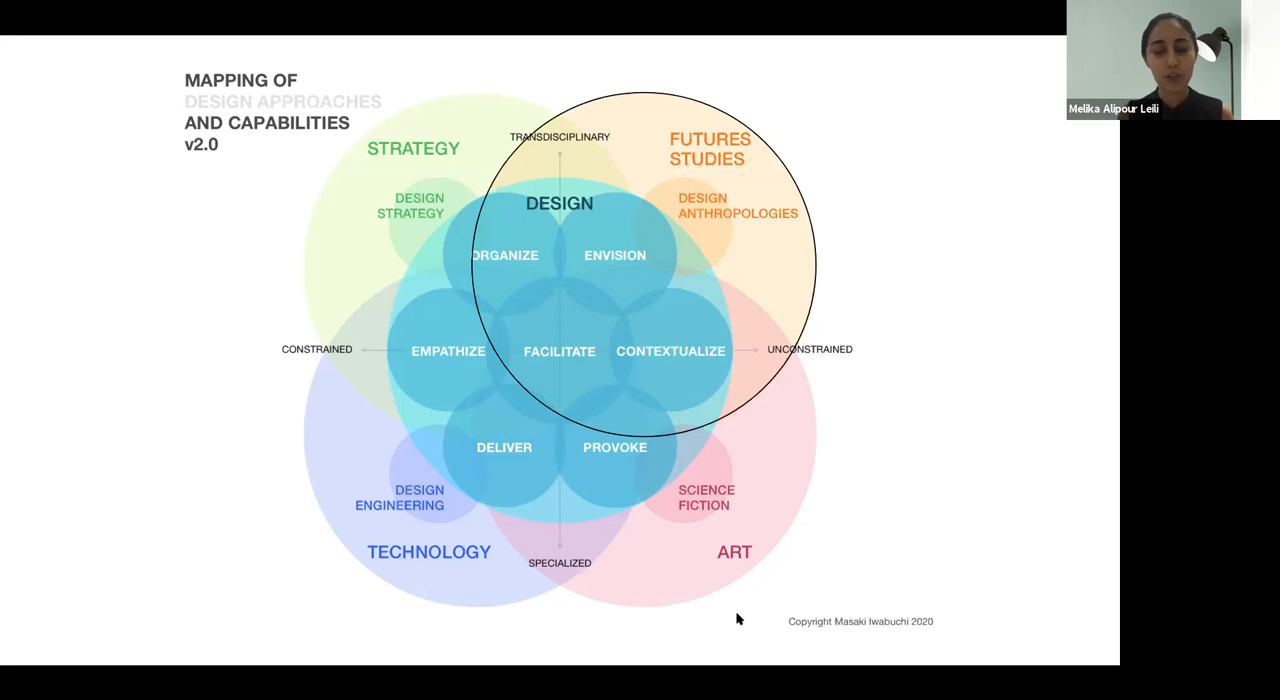 MAPPING OF
DESIGN APPROACHES
AND CAPABILITIES
v2.0
Melika Alipour Leili
TRANSDISCIPLINARY
STRATEGY
FUTURES
STUDIES
DESIGN
STRATEGY
DESIGN
DESIGN
ANTHROPOLOGIES
ORGANIZE
ENVISION
CONSTRAINED
EMPATHIZE
FACILITATE
CONTEXTUALIZE
UNCONSTRAINED
DELIVER
PROVOKE
DESIGN
ENGINEERING
SCIENCE
FICTION
TECHNOLOGY
SPECIALIZED
ART
Copyright Masaki Iwabuchi 2020